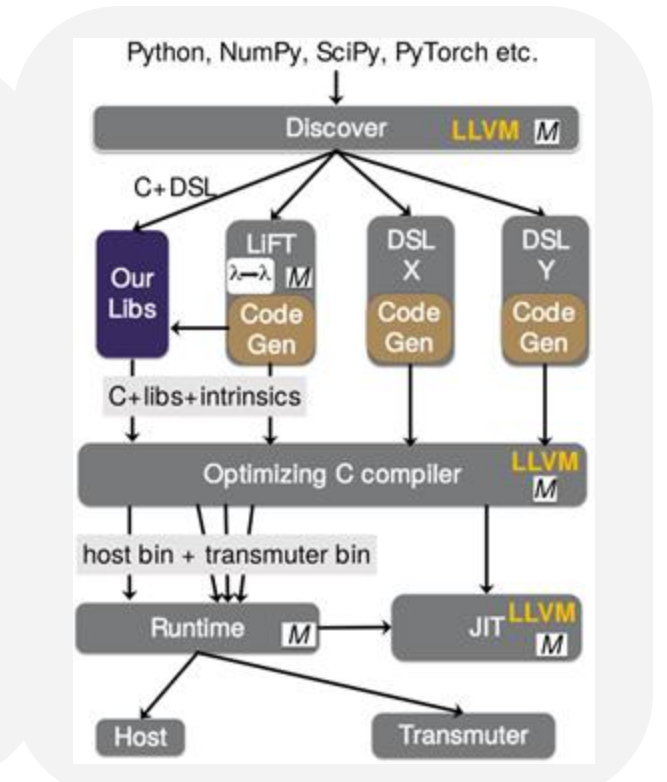 Python, NumPy, SciPy, PyTorch etc.
Discover LLVM M
C+DSL
Our
Libs
LiFT
λ→λ M
Code
Gen
DSL
X
Code
Gen
DSL
Y
Code
Gen
C+libs+intrinsics
Optimizing C compiler LLVM
M
host bin + transmuter bin
Runtime M
JIT LLVM
M
Host
Transmuter